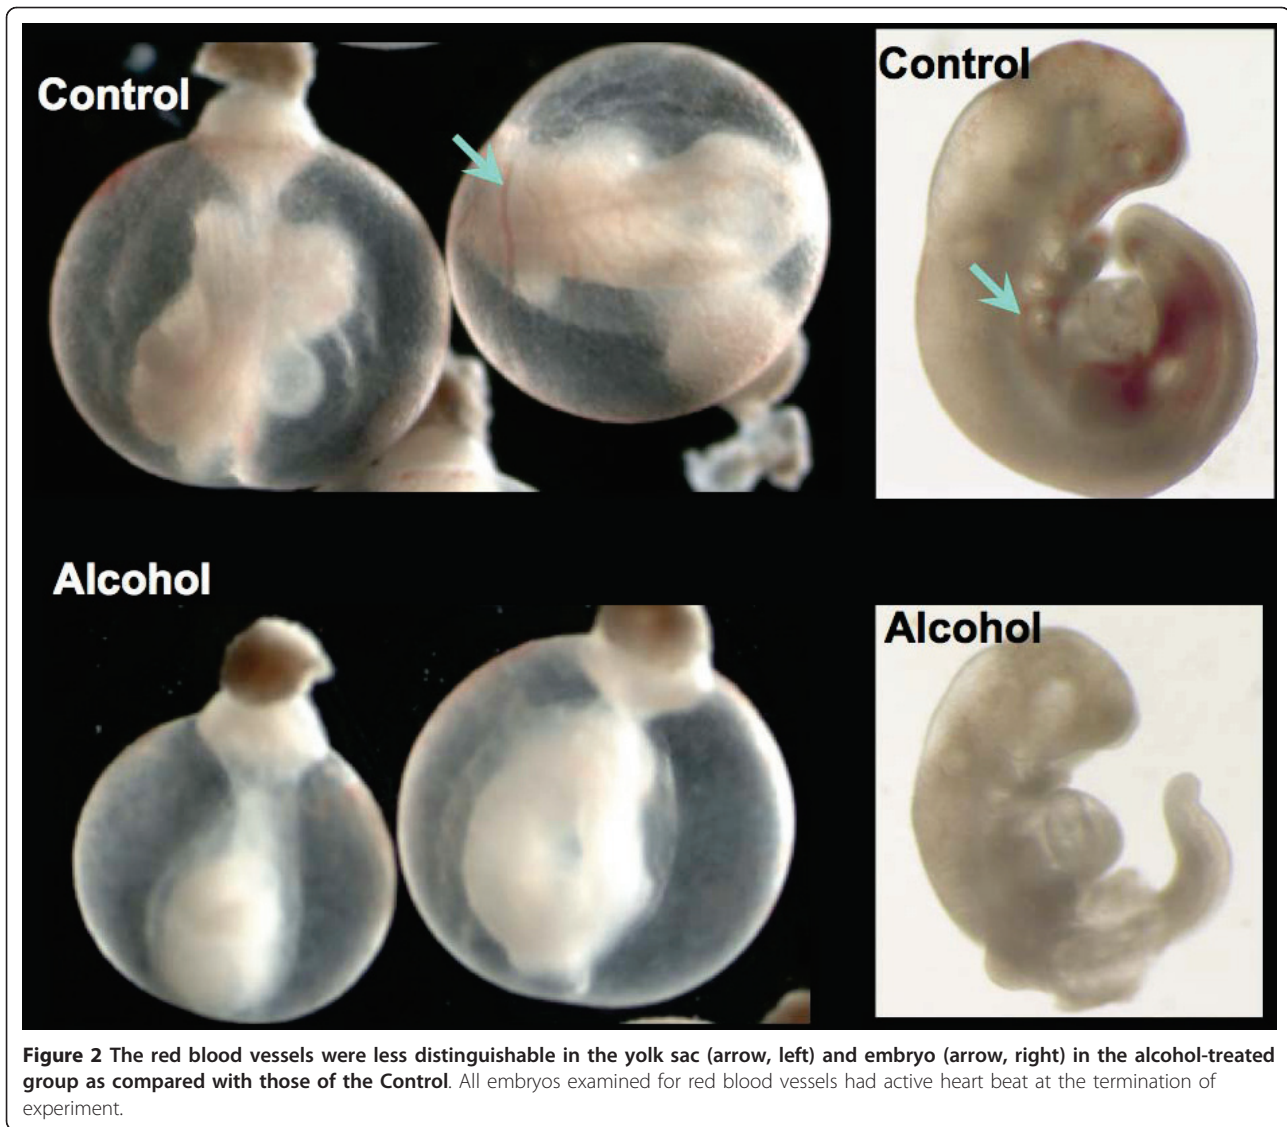 Control
Control
Alcohol
Alcohol
Figure 2 The red blood vessels were less distinguishable in the yolk sac (arrow, left) and embryo (arrow, right) in the alcohol-treated
group as compared with those of the Control. All embryos examined for red blood vessels had active heart beat at the termination of
experiment.